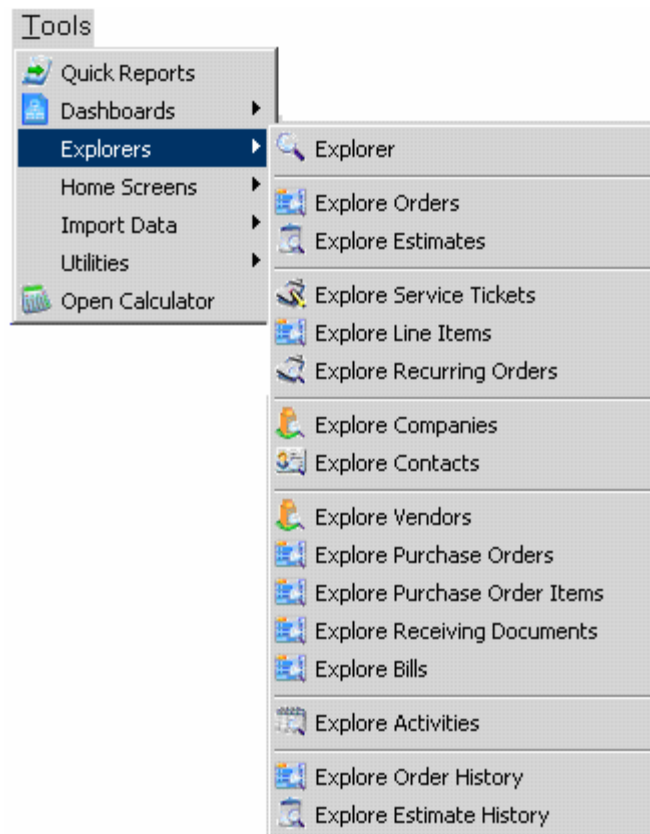 Tools
Quick Reports
Dashboards
Explorers
Home Screens
Import Data
Utilities
Open Calculator
Explorer
Explore Orders
Explore Estimates
Explore Service Tickets
Explore Line Items
Explore Recurring Orders
Explore Companies
Explore Contacts
Explore Vendors
Explore Purchase Orders
Explore Purchase Order Items
Explore Receiving Documents
Explore Bills
Explore Activities
Explore Order History
Explore Estimate History